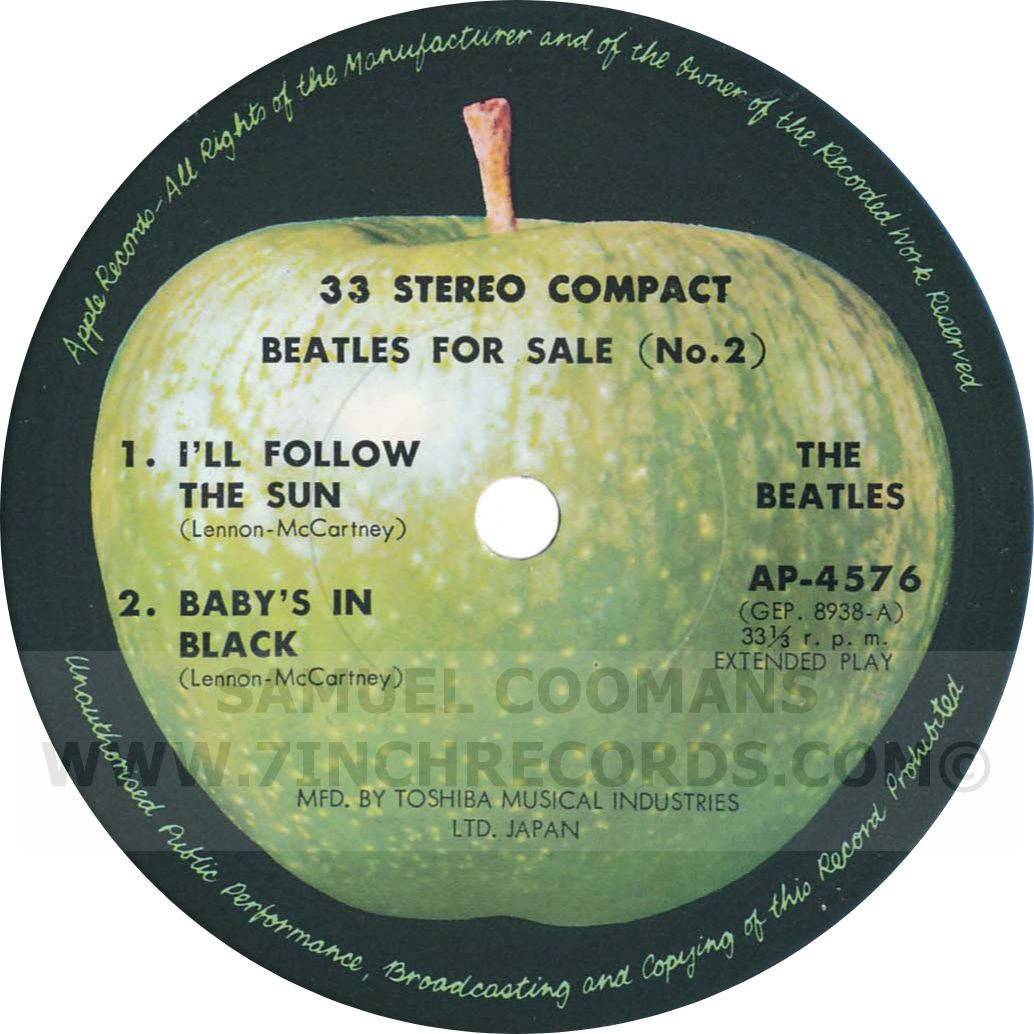 Apple Records-All Rights of the Manufacturer and of the Owner of the Recorded Work Reserved
33 STEREO COMPACT
BEATLES FOR SALE (No.2)
1. I'LL FOLLOW
THE SUN
(Lennon-McCartney)
2. BABY'S IN
BLACK
(Lennon-McCartney)
THE
BEATLES
AP-4576
(GEP. 8938-A)
33⅓ r. p. m.
EXTENDED PLAY
SAMUEL COOMANS
WWW.7INCHRECORDS.COM©
MFD. BY TOSHIBA MUSICAL INDUSTRIES
LTD. JAPAN
Unauthorised Public Performance, Broadcasting and Copying of this Record Prohibited